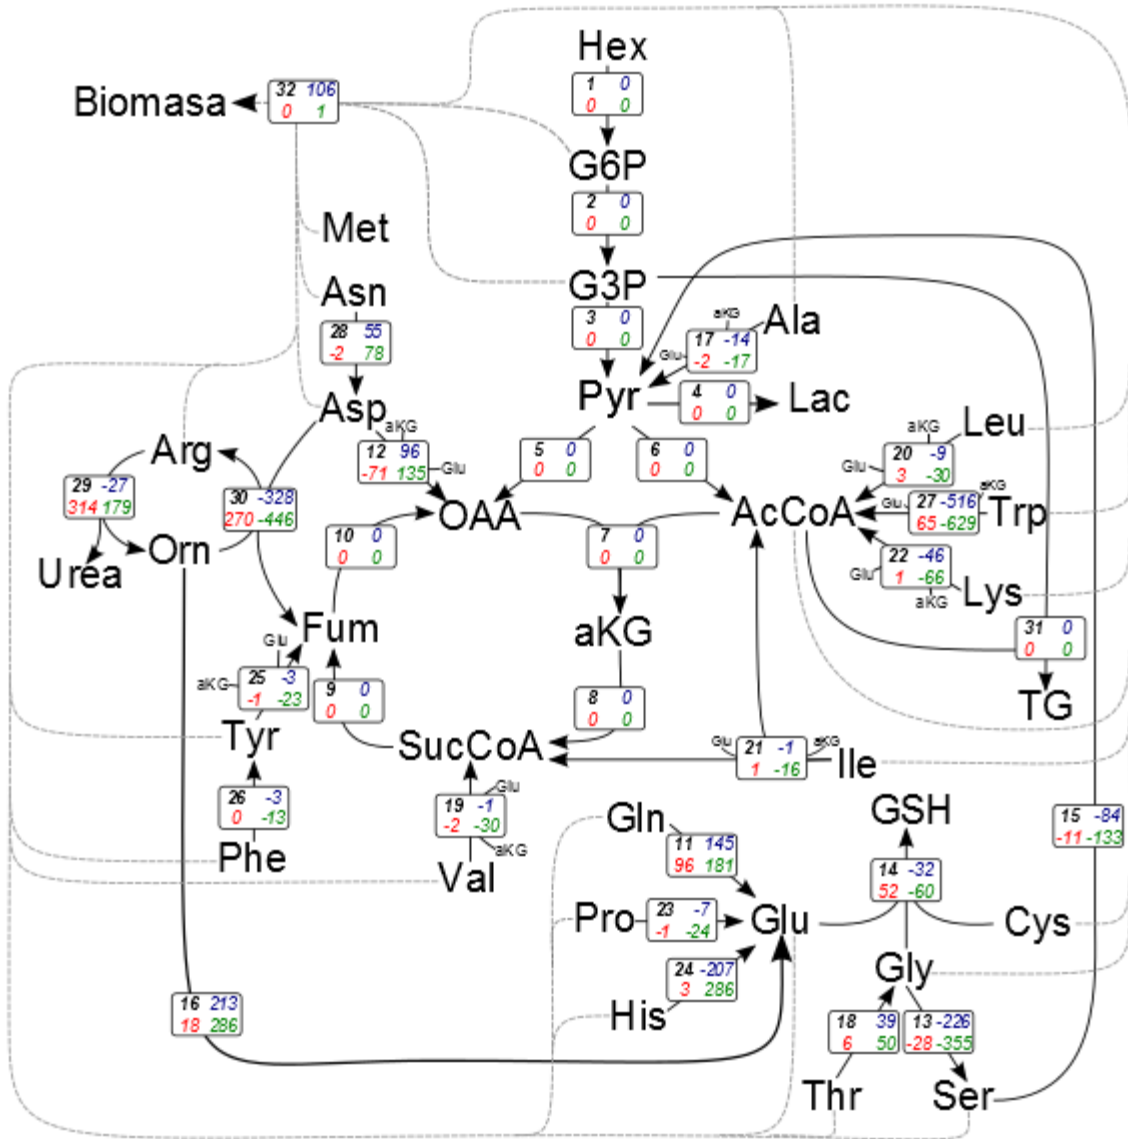 Hex
1 0
0 0
32 106
0 1
Biomasa
G6P
2 0
0 0
Met
G3P
Asn
3 0
0 0
28 55
-2 78
aKG
Ala
17 -14
-2 -17
Glu
Pyr
4 0
0 0
Lac
Asp
aKG
12 96
-71 135
Glu
5 0
0 0
6 0
0 0
Leu
aKG
20 -9
3 -30
Glu
Arg
29 -27
314 179
30 -328
270 -446
OAA
AcCoA
Glu
27 -516
65 -629
aKG
Trp
10 0
0 0
7 0
0 0
Orn
Urea
22 -46
1 -66
Glu
aKG
Lys
Fum
aKG
31 0
0 0
Glu
25 -3
-1 -23
aKG
9 0
0 0
8 0
0 0
TG
Tyr
SucCoA
Glu
21 -1
1 -16
aKG
Ile
26 -3
0 -13
19 -1
-2 -30
Glu
aKG
Gln
GSH
15 -84
-11 -133
Phe
Val
11 145
96 181
14 -32
52 -60
Pro
23 -7
-1 -24
Glu
Cys
24 -207
3 286
Gly
16 213
18 286
His
18 39
6 50
13 -226
-28 -355
Thr
Ser